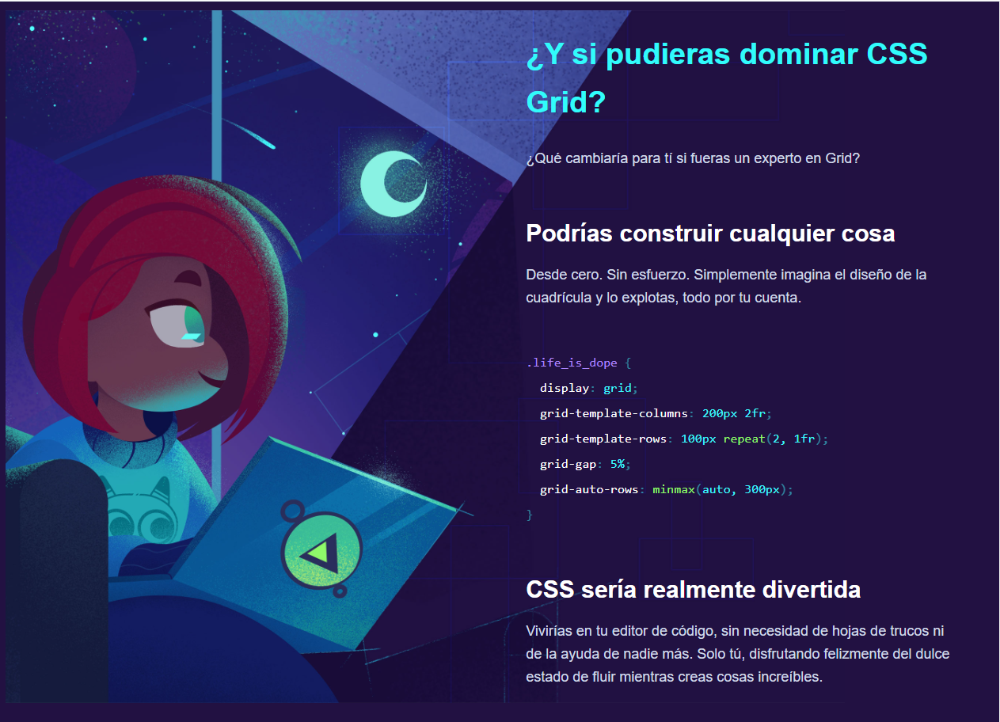 ¿Y si pudieras dominar CSS
Grid?
¿Qué cambiaría para tí si fueras un experto en Grid?
Podrías construir cualquier cosa
Desde cero. Sin esfuerzo. Simplemente imagina el diseño de la
cuadrícula y lo explotas, todo por tu cuenta.
.life_is_dope {
  display: grid;
  grid-template-columns: 200px 2fr;
  grid-template-rows: 100px repeat(2, 1fr);
  grid-gap: 5%;
  grid-auto-rows: minmax(auto, 300px);
}
CSS sería realmente divertida
Vivirías en tu editor de código, sin necesidad de hojas de trucos ni
de la ayuda de nadie más. Solo tú, disfrutando felizmente del dulce
estado de fluir mientras creas cosas increíbles.